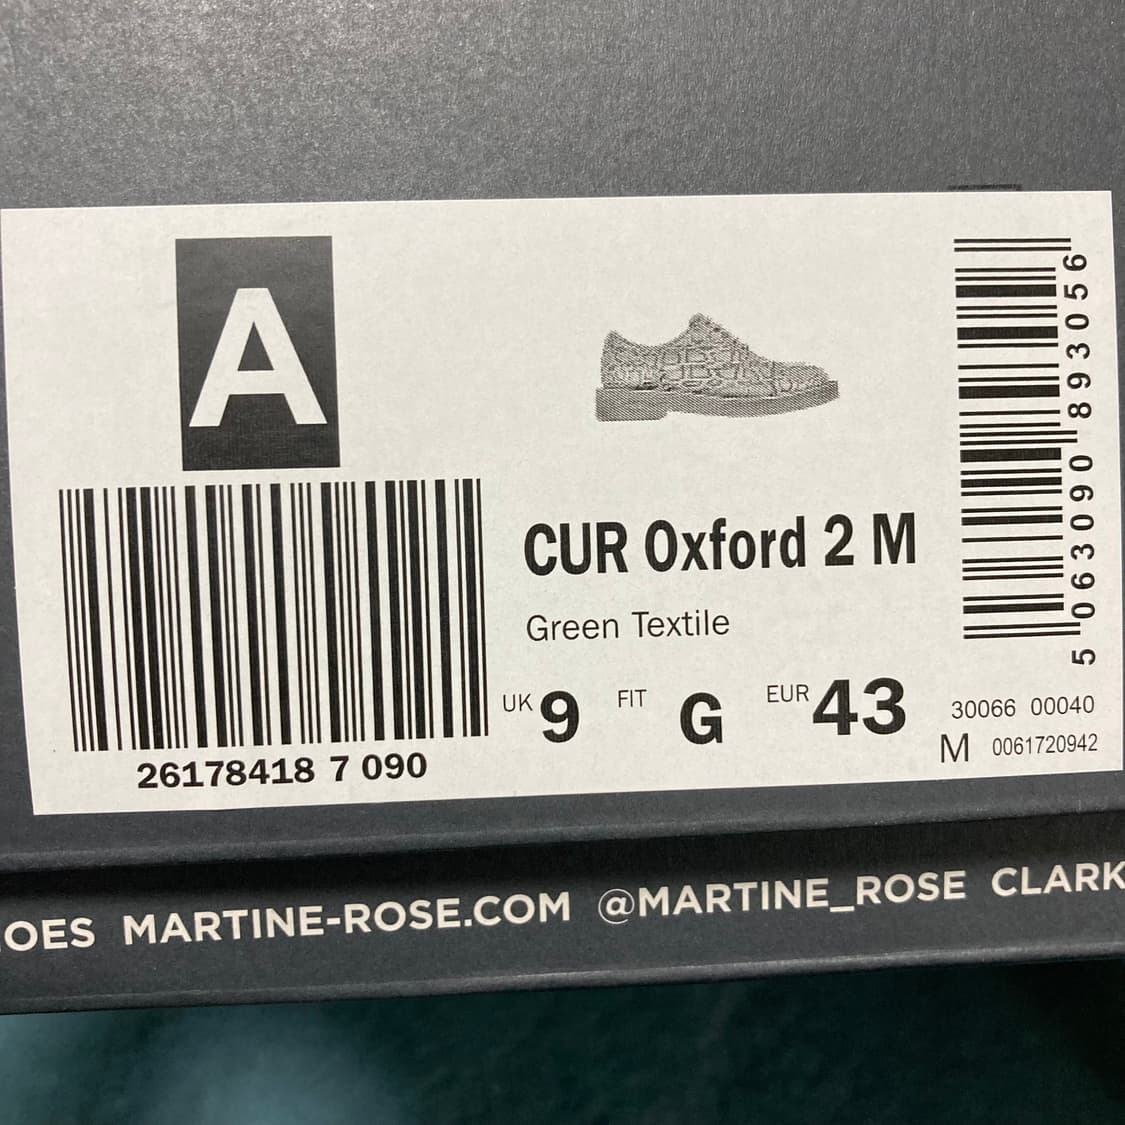 A
26178418 7 090
CUR Oxford 2 M
Green Textile
UK 9 FIT G EUR 43
5 063090 893056
30066 00040
M 0061720942
OES MARTINE-ROSE.COM @MARTINE_ROSE CLARK